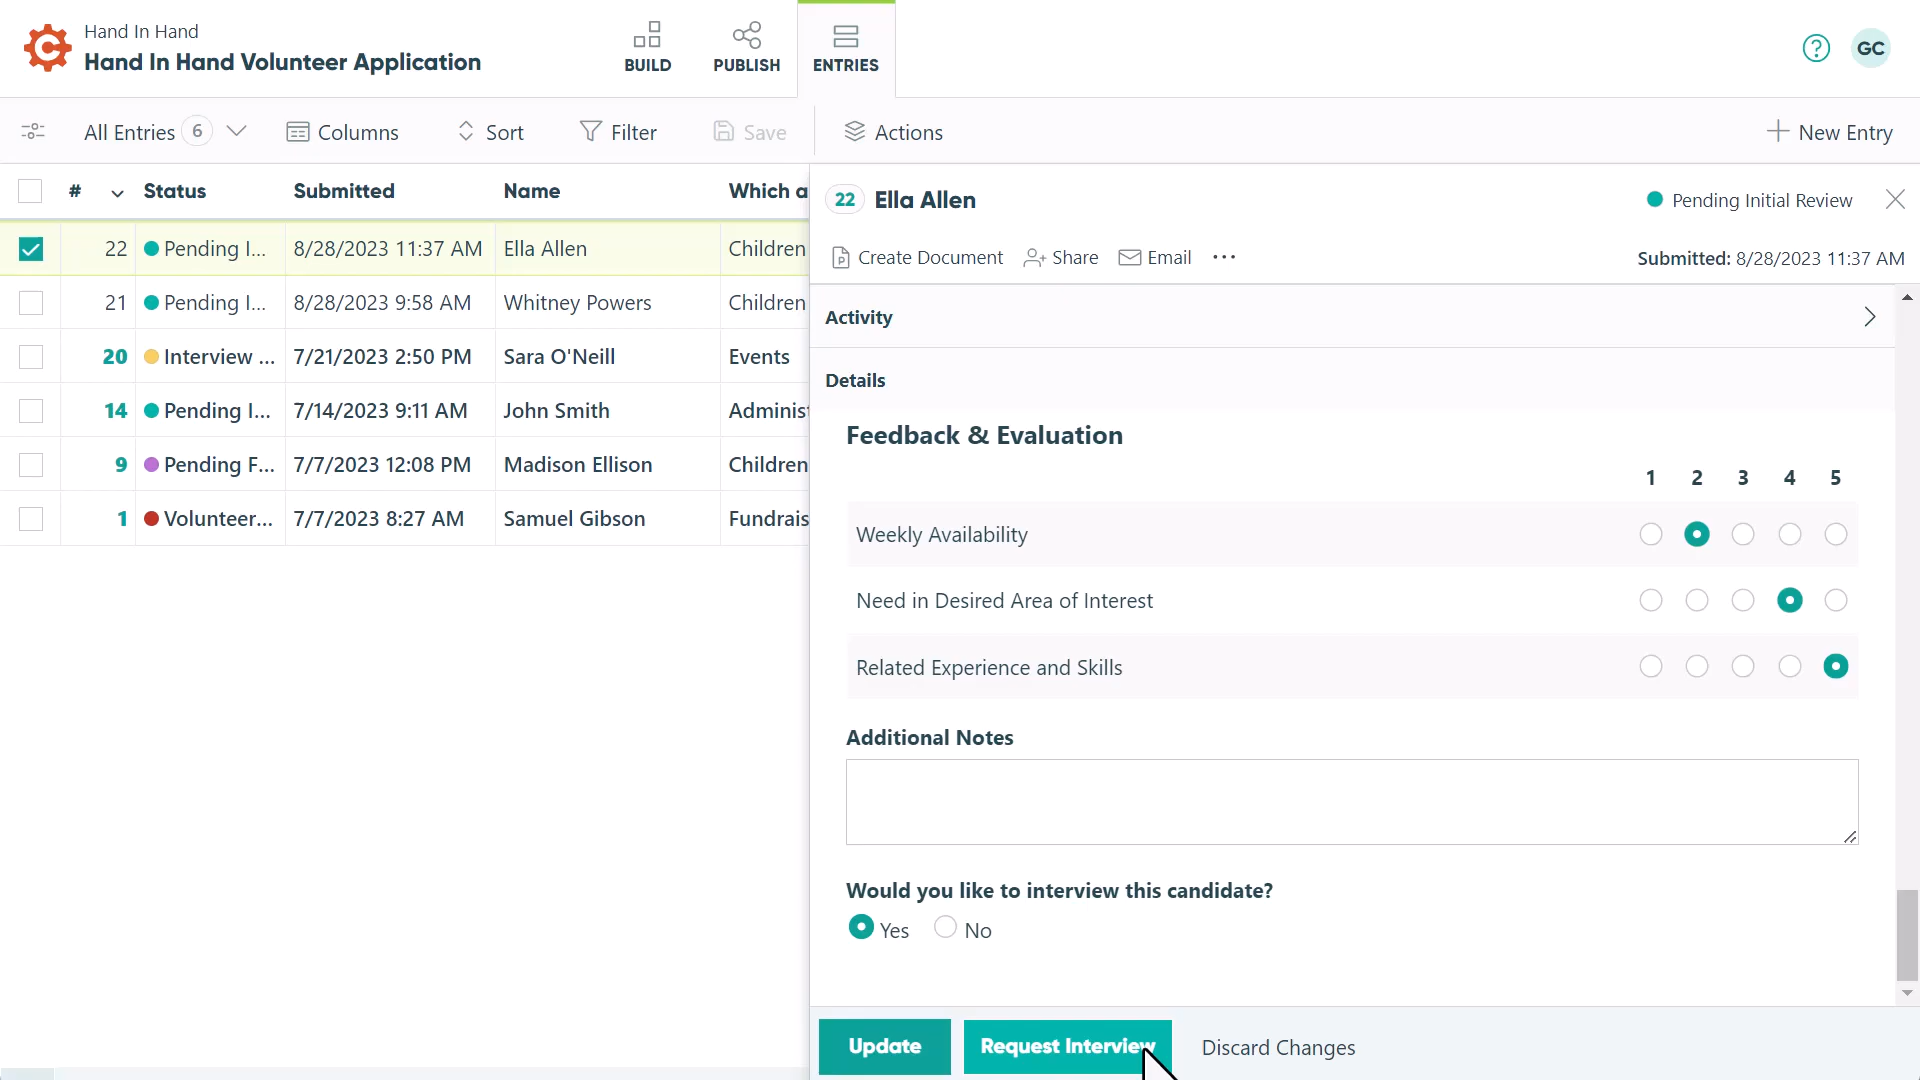 Hand In Hand
Hand In Hand Volunteer Application
BUILD
PUBLISH
ENTRIES
GC
All Entries 6
Columns
Sort
Filter
Save
Actions
New Entry
# Status Submitted Name Which a
22 Pending I... 8/28/2023 11:37 AM Ella Allen Children
21 Pending I... 8/28/2023 9:58 AM Whitney Powers Children
20 Interview ... 7/21/2023 2:50 PM Sara O'Neill Events
14 Pending I... 7/14/2023 9:11 AM John Smith Adminis
9 Pending F... 7/7/2023 12:08 PM Madison Ellison Children
1 Volunteer... 7/7/2023 8:27 AM Samuel Gibson Fundrais
22 Ella Allen
Pending Initial Review
Create Document Share Email ...
Submitted: 8/28/2023 11:37 AM
Activity
Details
Feedback & Evaluation
1 2 3 4 5
Weekly Availability
Need in Desired Area of Interest
Related Experience and Skills
Additional Notes
Would you like to interview this candidate?
Yes No
Update Request Interview Discard Changes